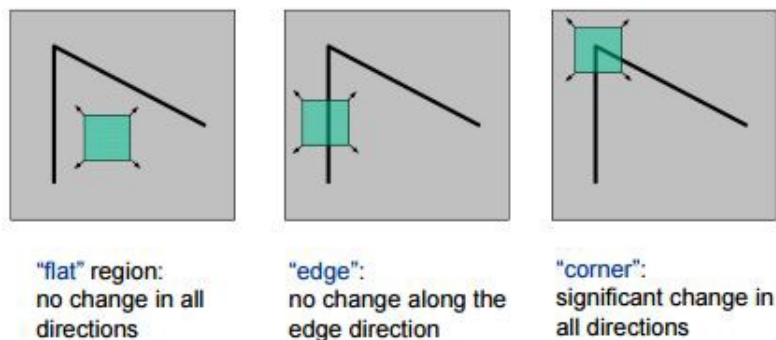 "flat" region:
no change in all
directions
"edge":
no change along the
edge direction
"corner":
significant change in
all directions